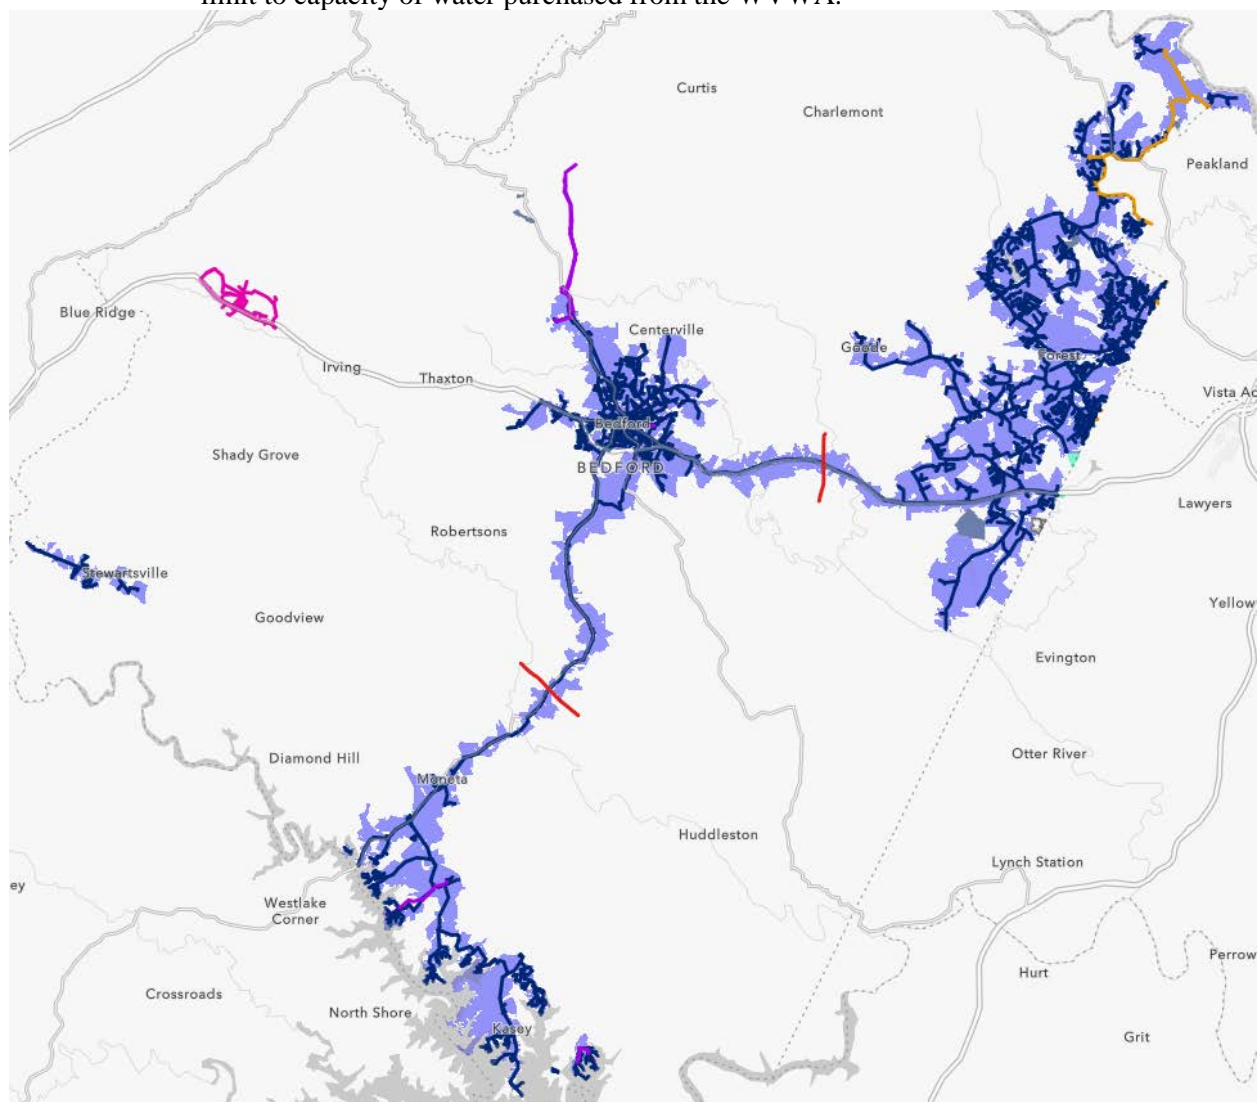 limit to capacity of water purchased from the WVWA.
Curtis
Charlemont
Peakland
Blue Ridge
Centerville
Goode
Forest
Irving
Thaxton
Vista Ac
Bedford
Shady Grove
BEDFORD
Lawyers
Robertsons
Stewartsville
Yellow
Goodview
Evington
Diamond Hill
Otter River
Moneta
Huddleston
Lynch Station
ey
Westlake
Corner
Perrow
Hurt
Crossroads
North Shore
Kasey
Grit